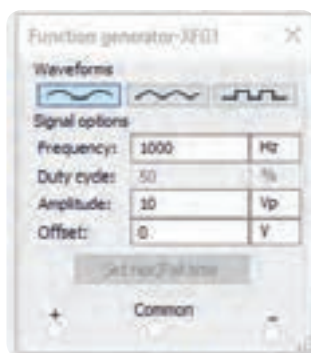 Function generator-XFG1
Waveforms
Signal options
Frequency: 1000 Hz
Duty cycle: 50 %
Amplitude: 10 Vp
Offset: 0 V
Set rise/Fall time
+ Common -